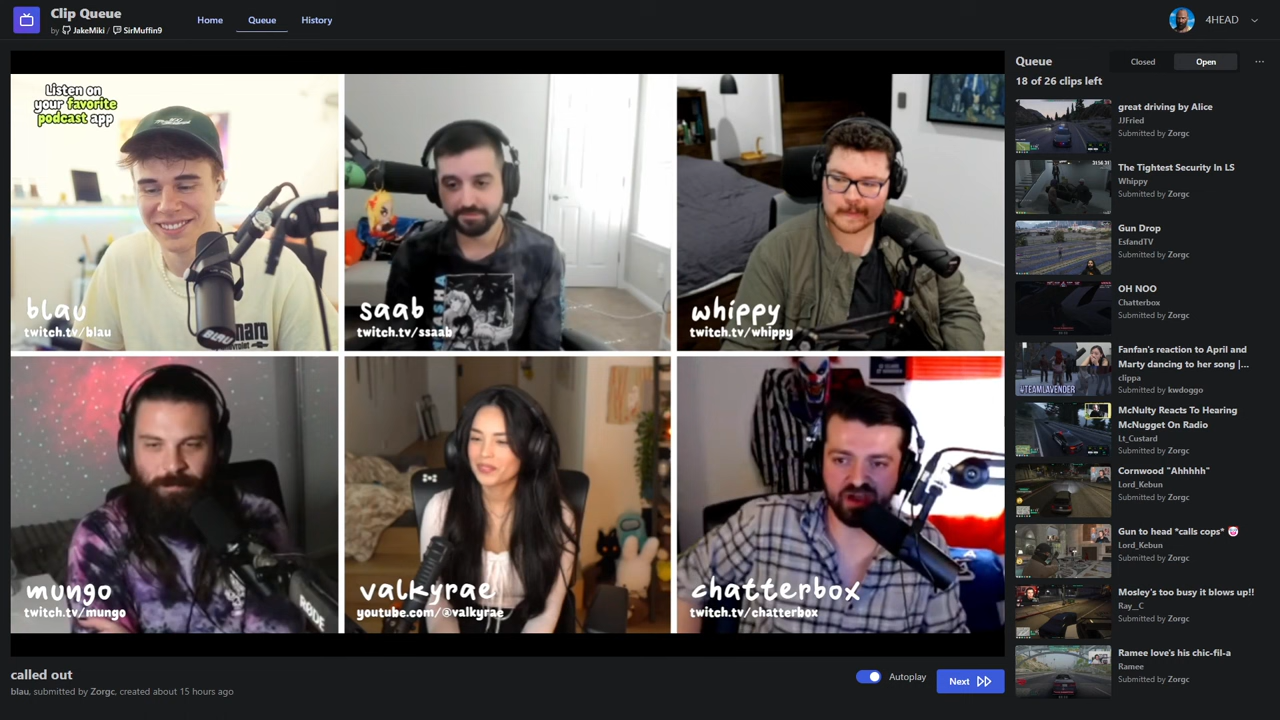 Clip Queue
by JakeMiki / SirMuffin9
Home
Queue
History
4HEAD
Listen on
your favorite
podcast app
blau
twitch.tv/blau
saab
twitch.tv/ssaab
whippy
twitch.tv/whippy
mungo
twitch.tv/mungo
valkyrae
youtube.com/@valkyrae
chatterbox
twitch.tv/chatterbox
called out
blau, submitted by Zorgc, created about 15 hours ago
Autoplay
Next
Queue
Closed
Open
18 of 26 clips left
great driving by Alice
JJFried
Submitted by Zorgc
The Tightest Security In LS
Whippy
Submitted by Zorgc
Gun Drop
EsfandTV
Submitted by Zorgc
OH NOO
Chatterbox
Submitted by Zorgc
Fanfan's reaction to April and
Marty dancing to her song |...
clippa
Submitted by kwdoggo
#TEAMLAVENDER
McNulty Reacts To Hearing
McNugget On Radio
Lt_Custard
Submitted by Zorgc
Cornwood "Ahhhhh"
Lord_Kebun
Submitted by Zorgc
Gun to head *calls cops* 🤡
Lord_Kebun
Submitted by Zorgc
Mosley's too busy it blows up!!
Ray__C
Submitted by Zorgc
Ramee love's his chic-fil-a
Ramee
Submitted by Zorgc